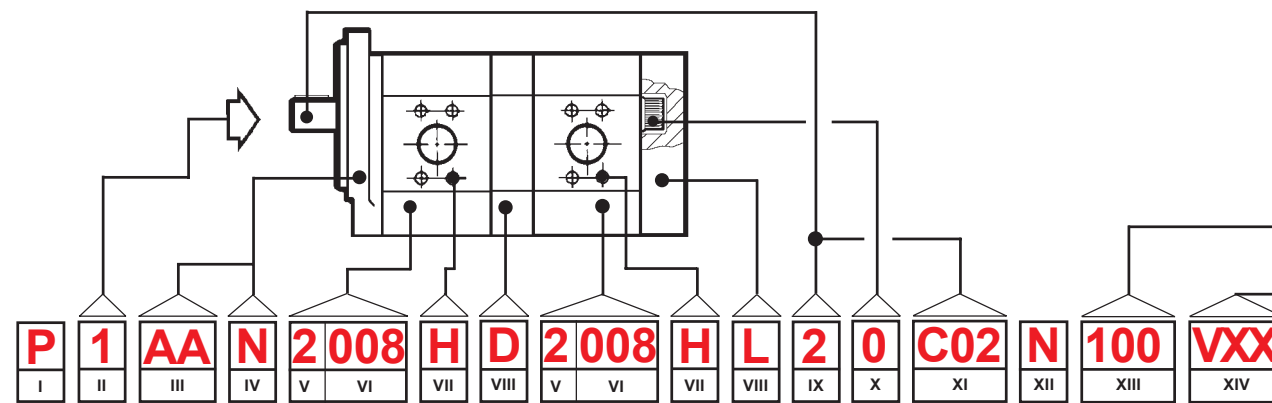 P 1 AA N 2 008 H D 2 008 H L 2 0 C02 N 100 VXX
I II III IV V VI VII VIII V VI VII VIII IX X XI XII XIII XIV